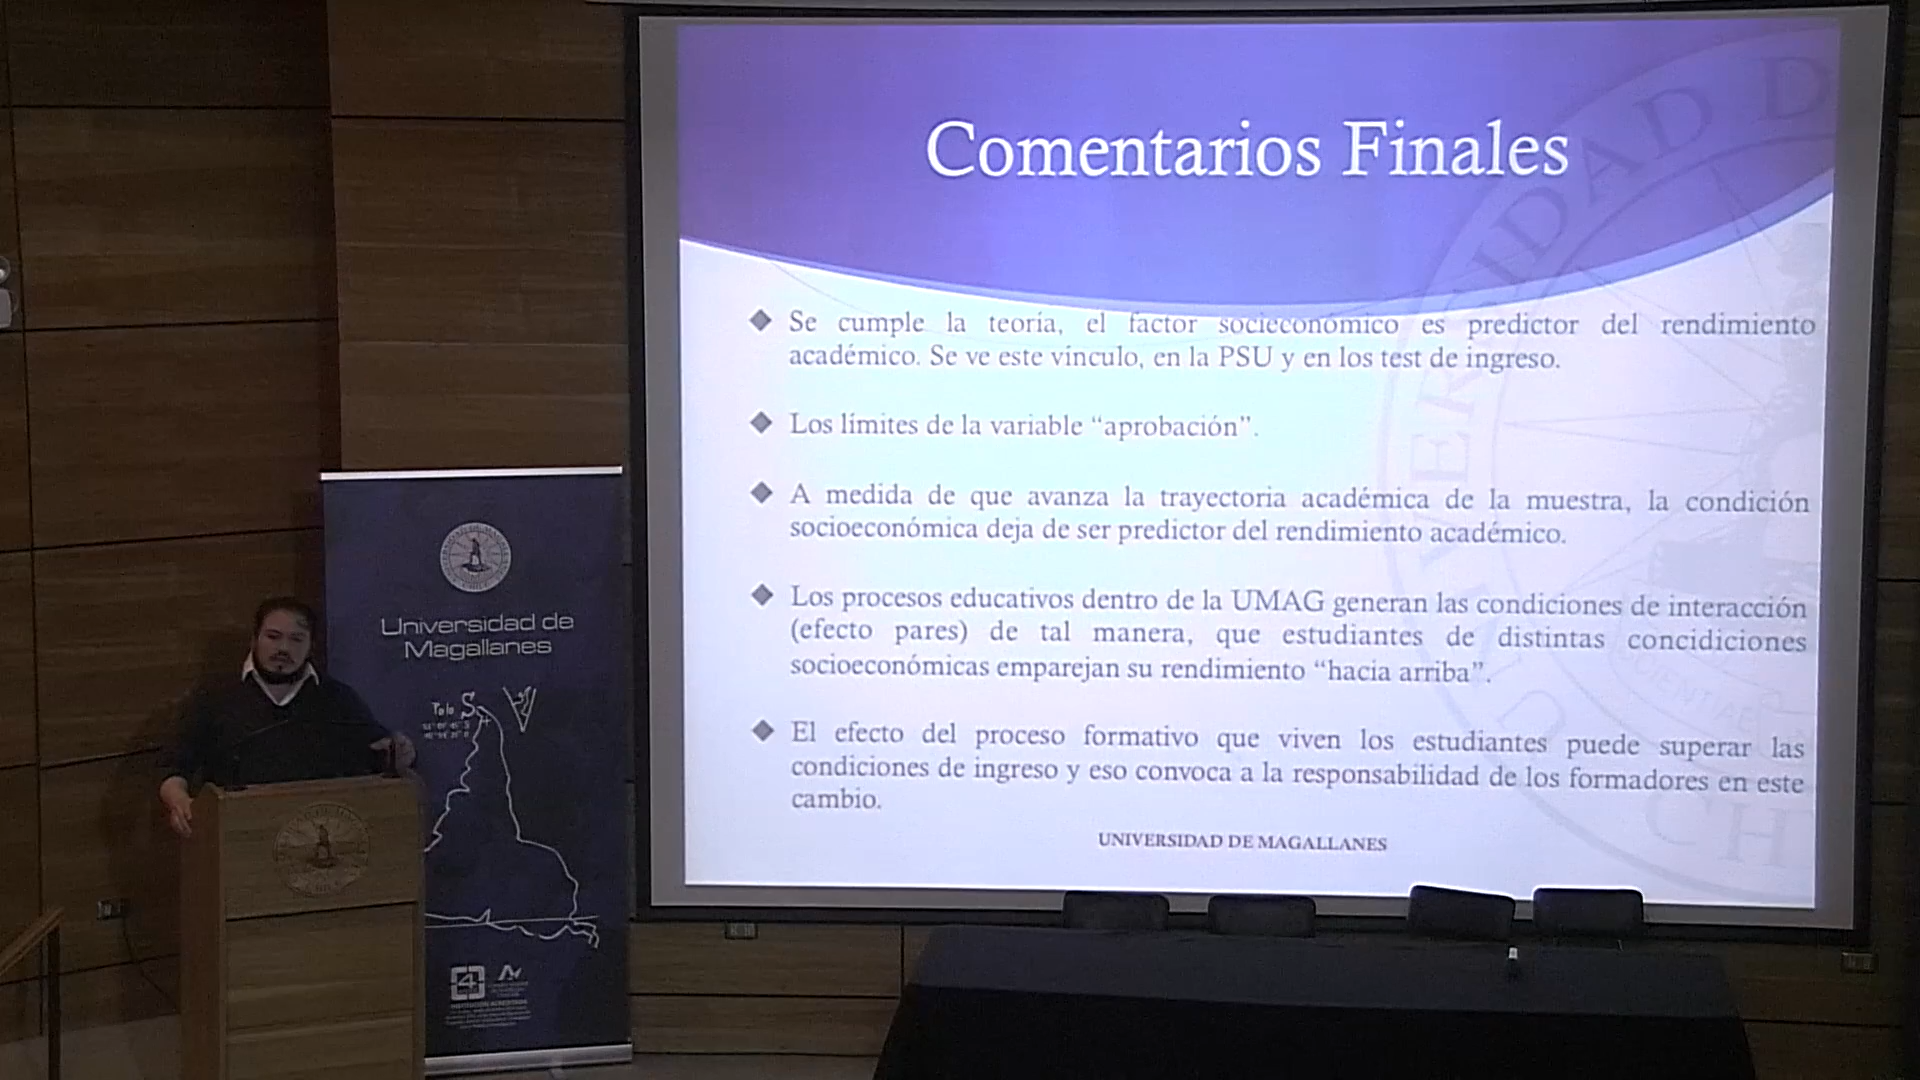 Comentarios Finales
Se cumple la teoría, el factor socieconómico es predictor del rendimiento
académico. Se ve este vínculo, en la PSU y en los test de ingreso.
Los límites de la variable “aprobación”.
A medida de que avanza la trayectoria académica de la muestra, la condición
socioeconómica deja de ser predictor del rendimiento académico.
Los procesos educativos dentro de la UMAG generan las condiciones de interacción
(efecto pares) de tal manera, que estudiantes de distintas concidiciones
socioeconómicas emparejan su rendimiento “hacia arriba”.
El efecto del proceso formativo que viven los estudiantes puede superar las
condiciones de ingreso y eso convoca a la responsabilidad de los formadores en este
cambio.
UNIVERSIDAD DE MAGALLANES
Universidad de
Magallanes
Polo S
4